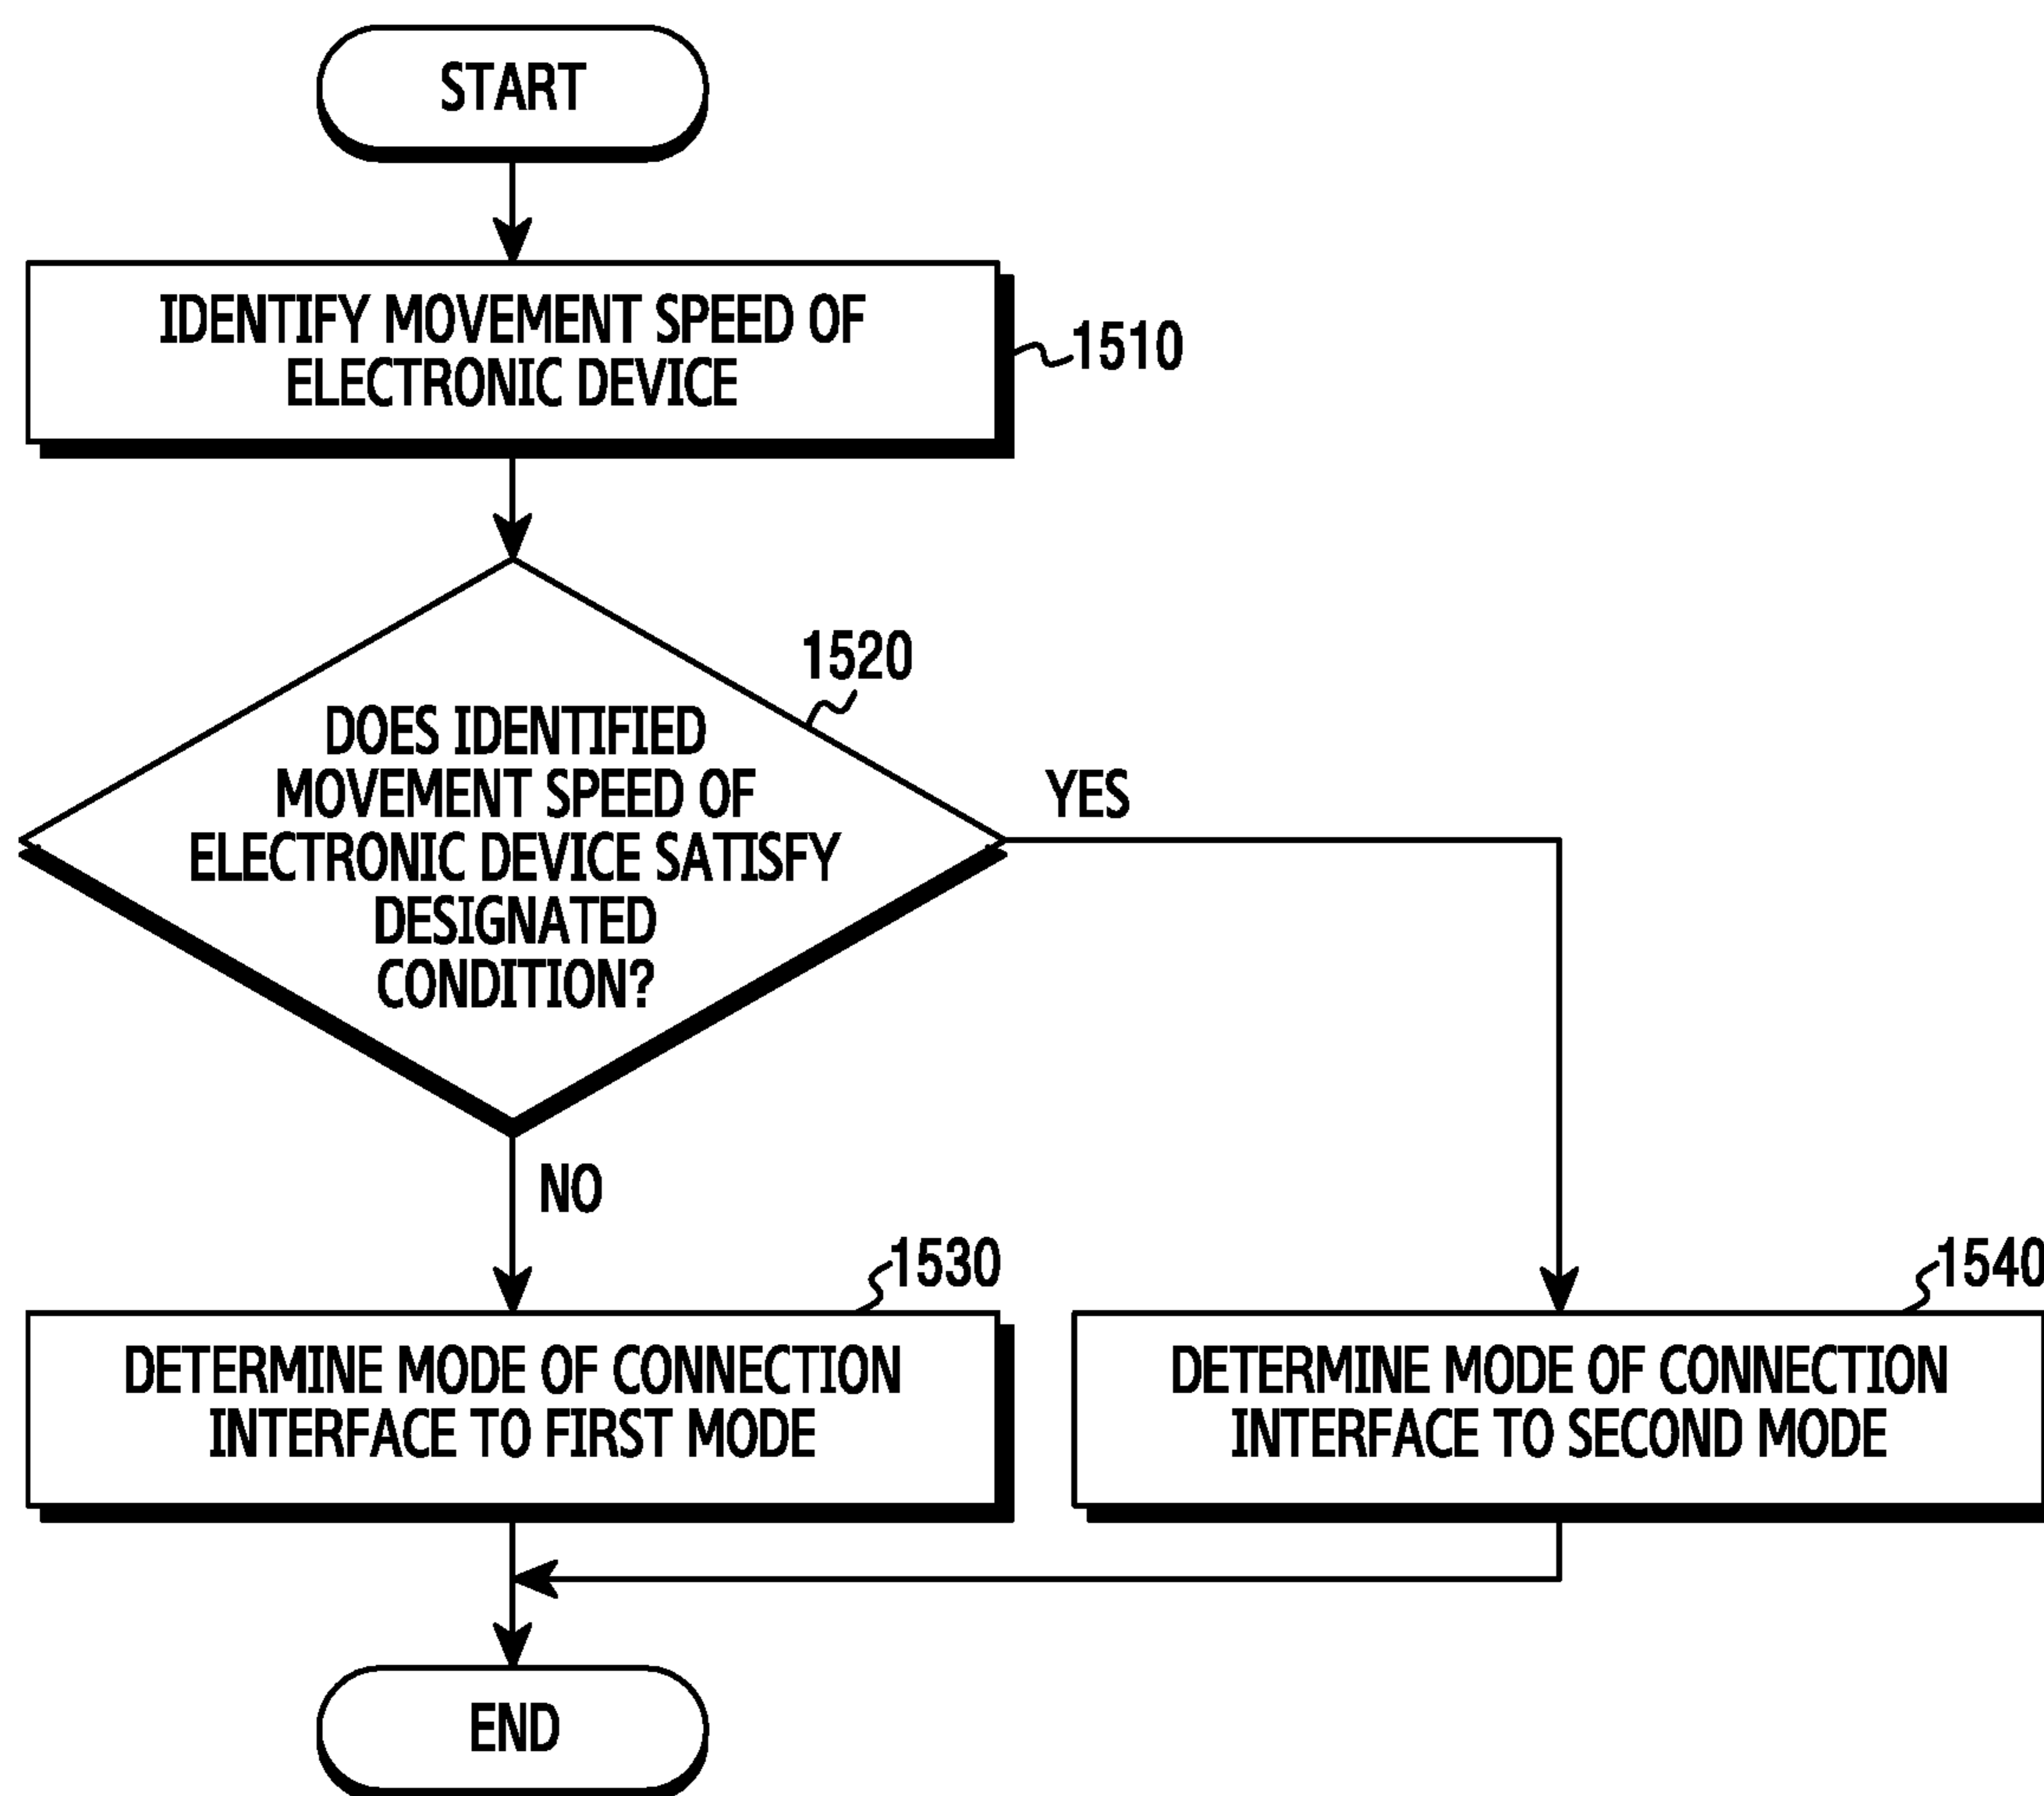 START
IDENTIFY MOVEMENT SPEED OF
ELECTRONIC DEVICE
1510
1520
DOES IDENTIFIED
MOVEMENT SPEED OF
ELECTRONIC DEVICE SATISFY
DESIGNATED
CONDITION?
YES
NO
1530
DETERMINE MODE OF CONNECTION
INTERFACE TO FIRST MODE
1540
DETERMINE MODE OF CONNECTION
INTERFACE TO SECOND MODE
END